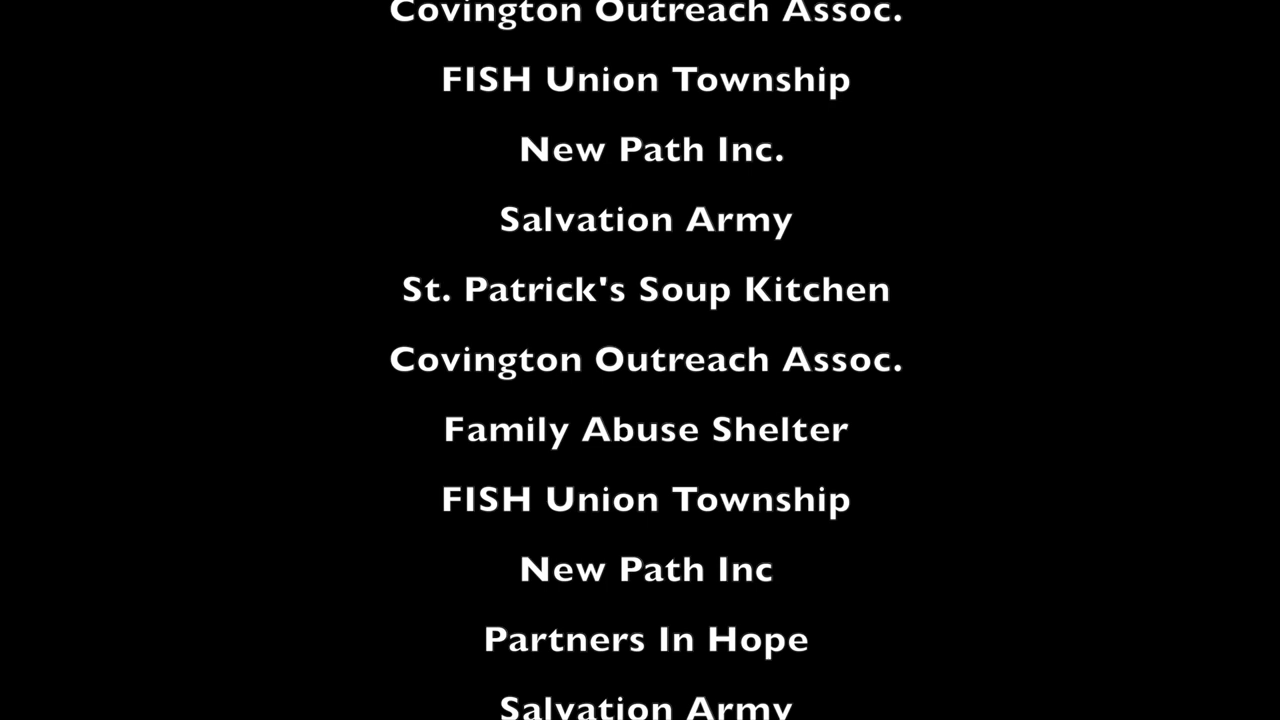 Covington Outreach Assoc.
FISH Union Township
New Path Inc.
Salvation Army
St. Patrick's Soup Kitchen
Covington Outreach Assoc.
Family Abuse Shelter
FISH Union Township
New Path Inc
Partners In Hope
Salvation Army